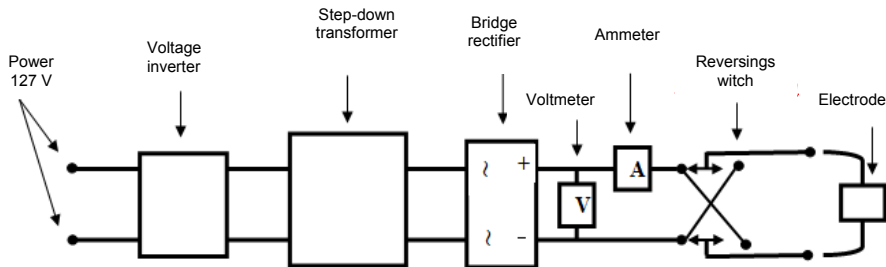 Power
127 V
Voltage
inverter
Step-down
transformer
Bridge
rectifier
Voltmeter
Ammeter
Reversings
witch
Electrode
~ +
V
A
~ −